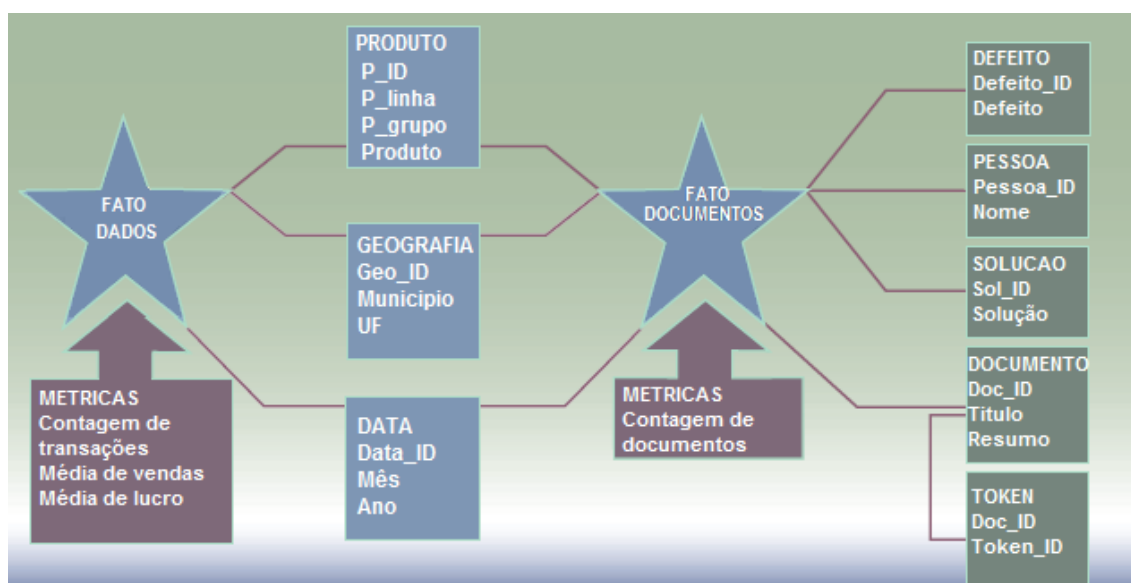 FATO
DADOS
METRICAS
Contagem de
transações
Média de vendas
Média de lucro
PRODUTO
P_ID
P_linha
P_grupo
Produto
GEOGRAFIA
Geo_ID
Municipio
UF
DATA
Data_ID
Mês
Ano
FATO
DOCUMENTOS
METRICAS
Contagem de
documentos
DEFEITO
Defeito_ID
Defeito
PESSOA
Pessoa_ID
Nome
SOLUCAO
Sol_ID
Solução
DOCUMENTO
Doc_ID
Titulo
Resumo
TOKEN
Doc_ID
Token_ID